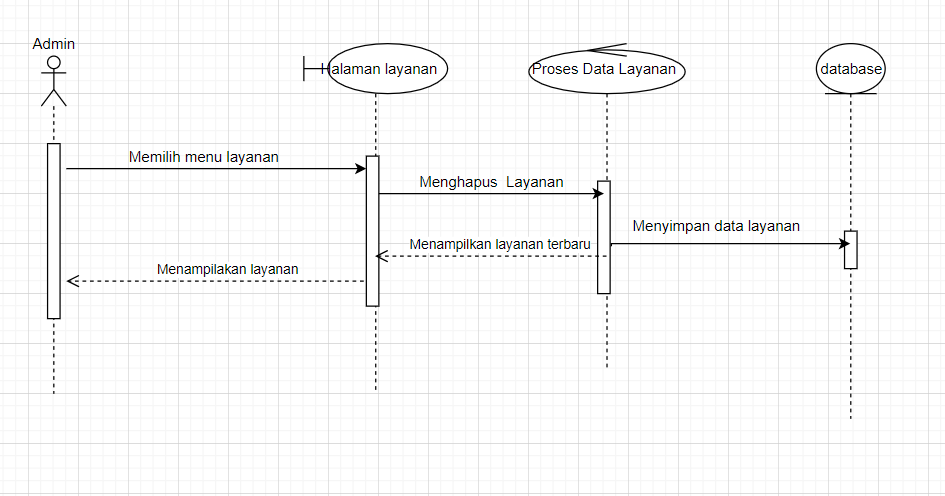 Admin
Halaman layanan
Proses Data Layanan
database
Memilih menu layanan
Menghapus  Layanan
Menyimpan data layanan
Menampilkan layanan terbaru
Menampilakan layanan